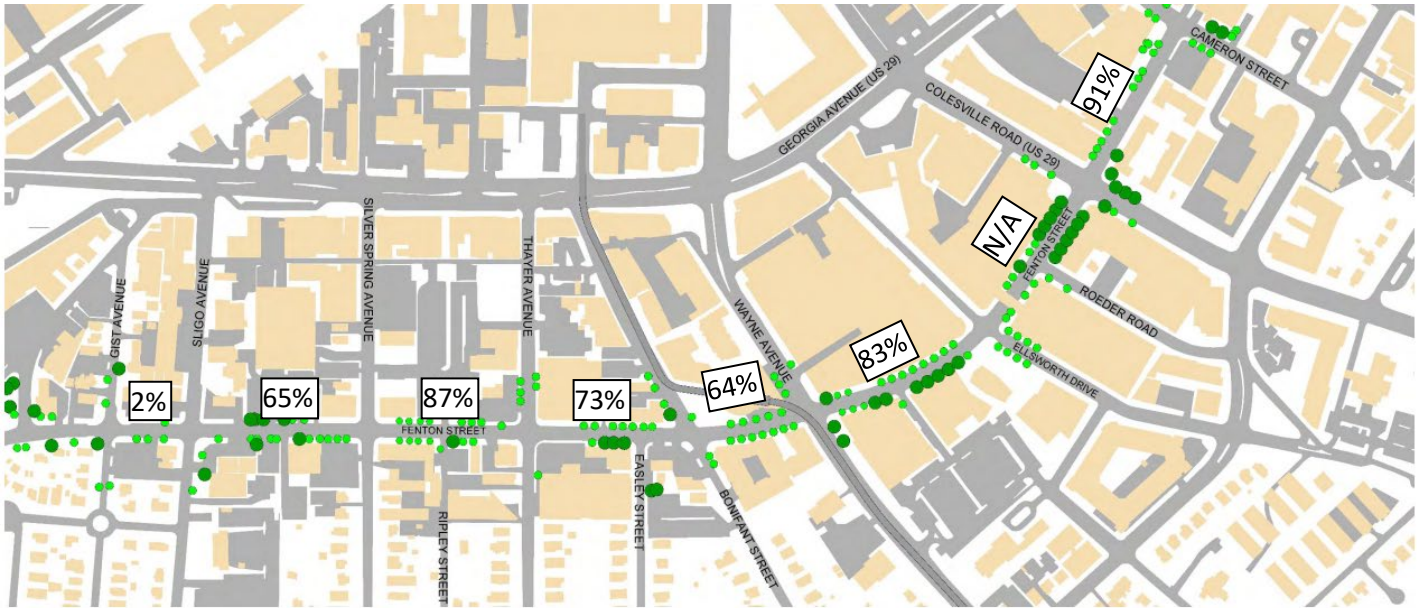 CAMERON STREET
91%
GEORGIA AVENUE (US 29)
COLESVILLE ROAD (US 29)
N/A
FENTON STREET
SILVER SPRING AVENUE
THAYER AVENUE
GIST AVENUE
SLIGO AVENUE
WAYNE AVENUE
ROEDER ROAD
ELLSWORTH DRIVE
2%
65%
87%
73%
64%
83%
FENTON STREET
EASLEY STREET
BONIFANT STREET
RIPLEY STREET